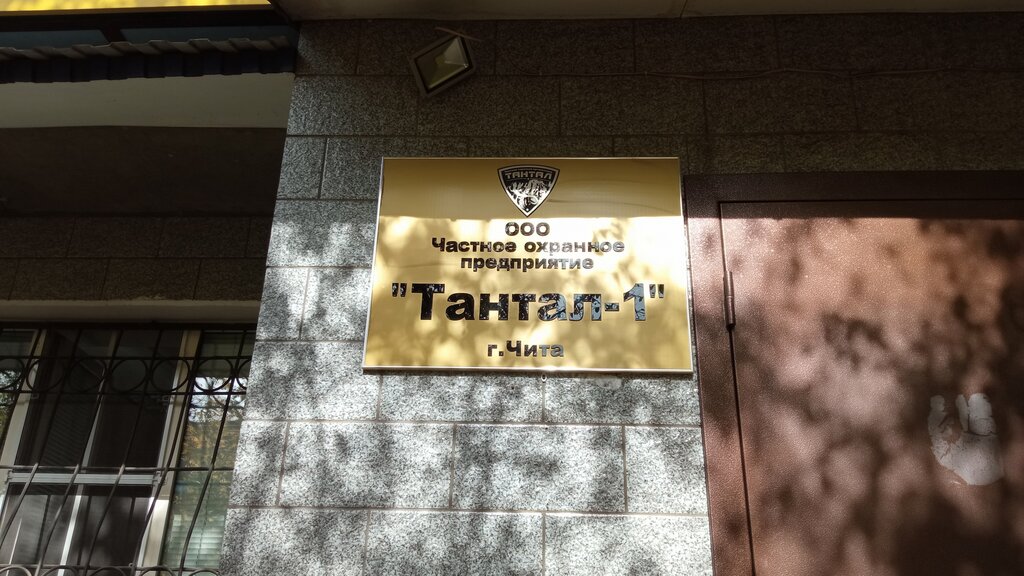 ТАНТАЛ
ООО
Частное охранное
предприятие
"Тантал-1"
г.Чита